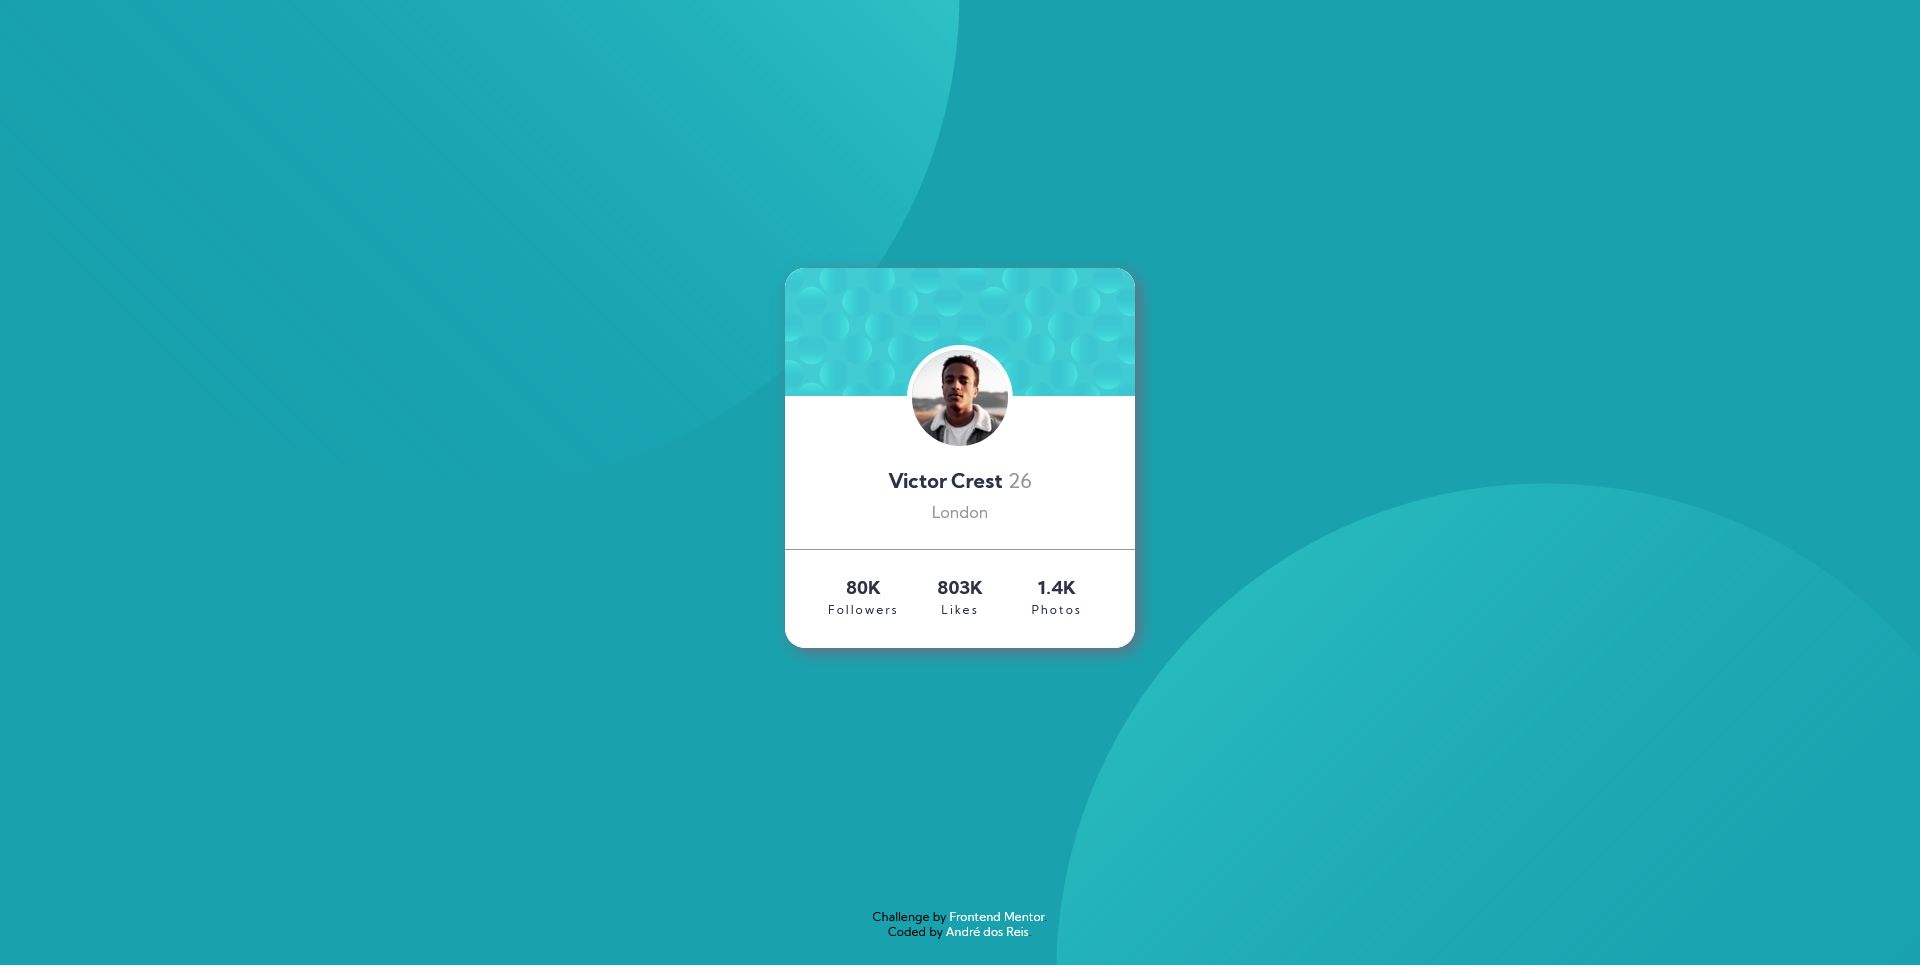 Victor Crest 26
London
80K 803K 1.4K
Followers Likes Photos
Challenge by Frontend Mentor.
Coded by André dos Reis.